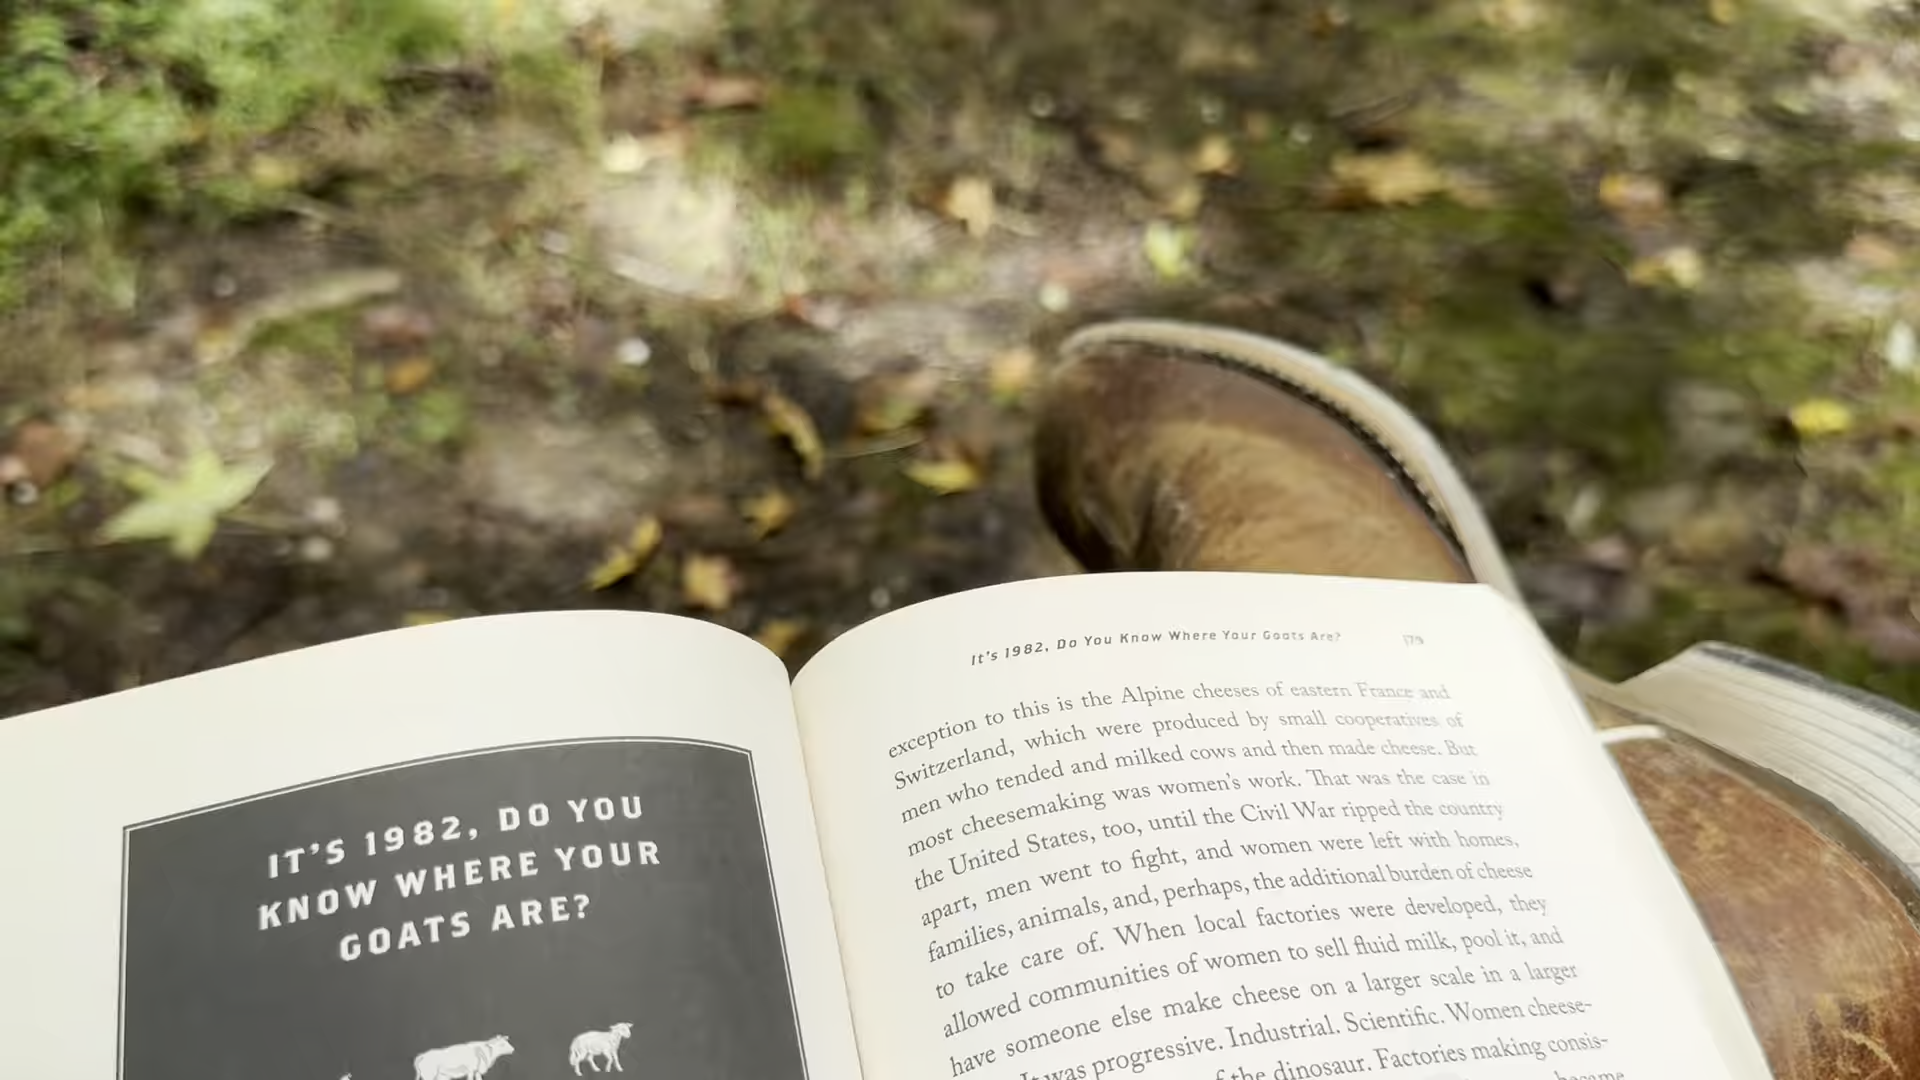 IT'S 1982, DO YOU
KNOW WHERE YOUR
GOATS ARE?
It's 1982, Do You Know Where Your Goats Are? 179
exception to this is the Alpine cheeses of eastern France and
Switzerland, which were produced by small cooperatives of
men who tended and milked cows and then made cheese. But
most cheesemaking was women's work. That was the case in
the United States, too, until the Civil War ripped the country
apart, men went to fight, and women were left with homes,
families, animals, and, perhaps, the additional burden of cheese
to take care of. When local factories were developed, they
allowed communities of women to sell fluid milk, pool it, and
have someone else make cheese on a larger scale in a larger
It was progressive. Industrial. Scientific. Women cheese-
of the dinosaur. Factories making consis-
became